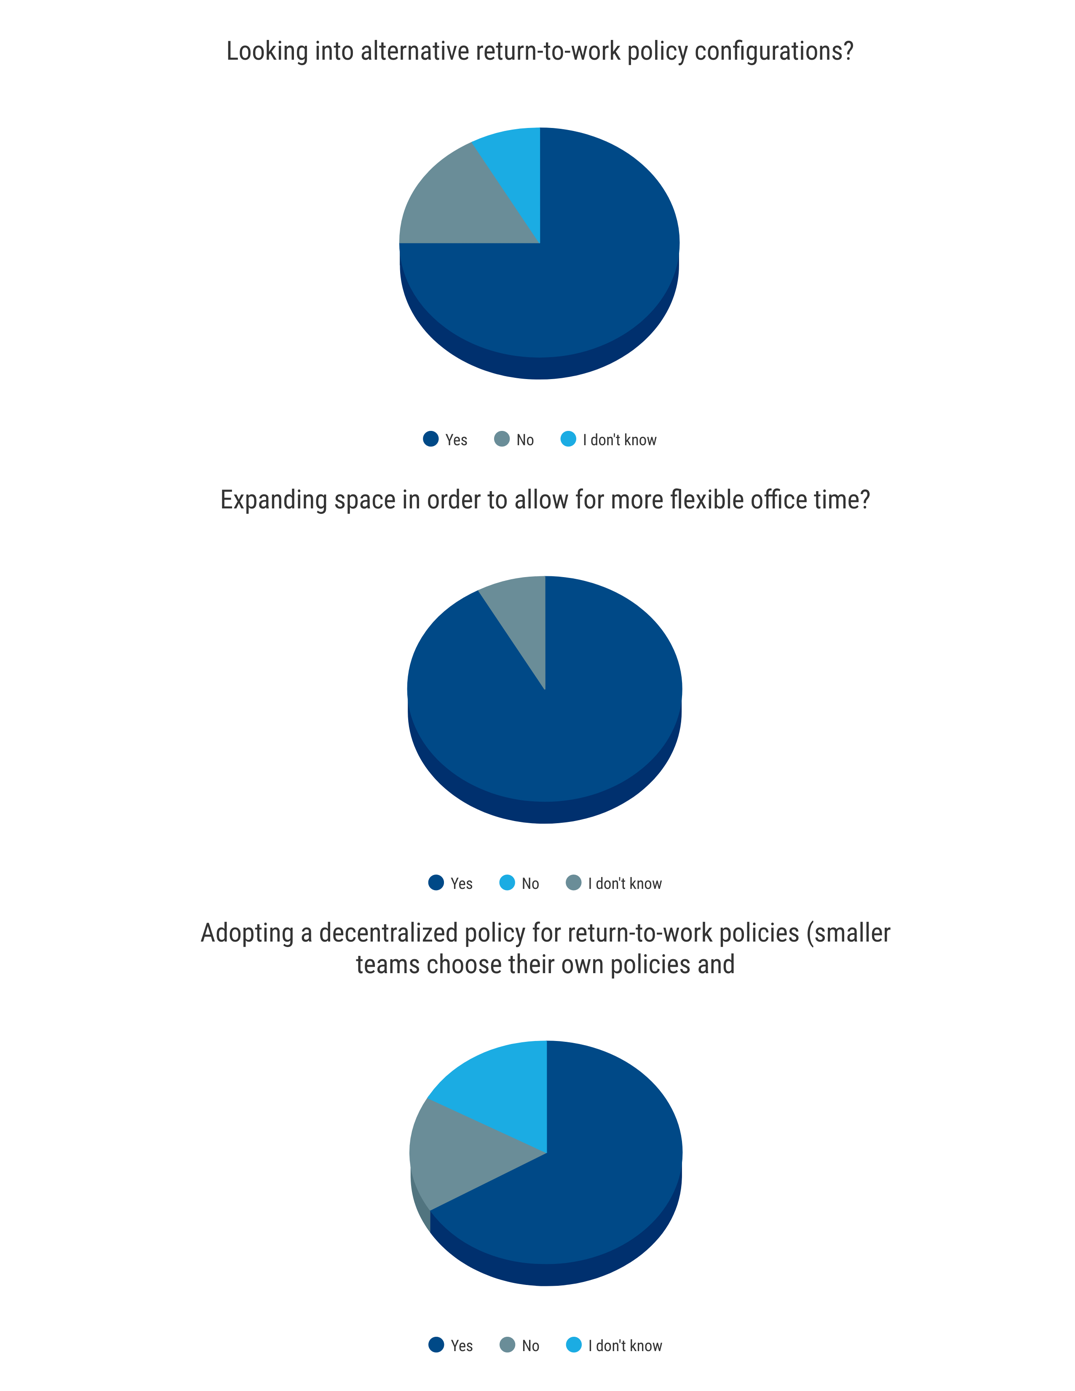 Looking into alternative return-to-work policy configurations?
Yes No I don't know
Expanding space in order to allow for more flexible office time?
Yes No I don't know
Adopting a decentralized policy for return-to-work policies (smaller
teams choose their own policies and
Yes No I don't know